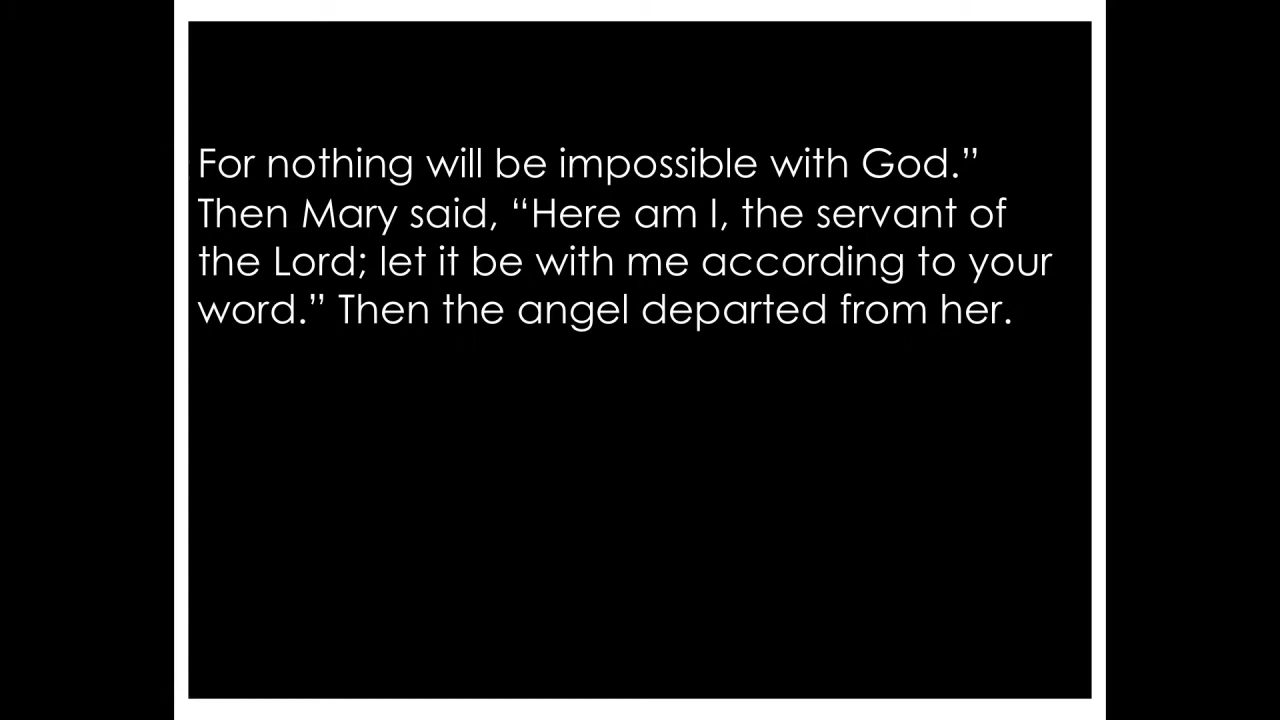 For nothing will be impossible with God.”
Then Mary said, “Here am I, the servant of
the Lord; let it be with me according to your
word.” Then the angel departed from her.